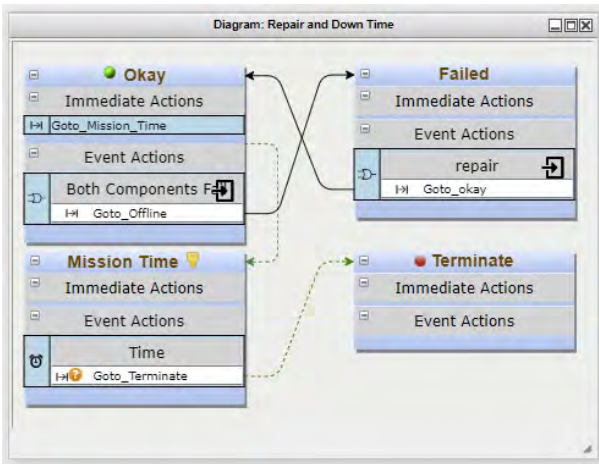 Diagram: Repair and Down Time
Okay
Immediate Actions
Goto_Mission_Time
Event Actions
Both Components F
Goto_Offline
Failed
Immediate Actions
Event Actions
repair
Goto_okay
Mission Time
Immediate Actions
Event Actions
Time
Goto_Terminate
Terminate
Immediate Actions
Event Actions